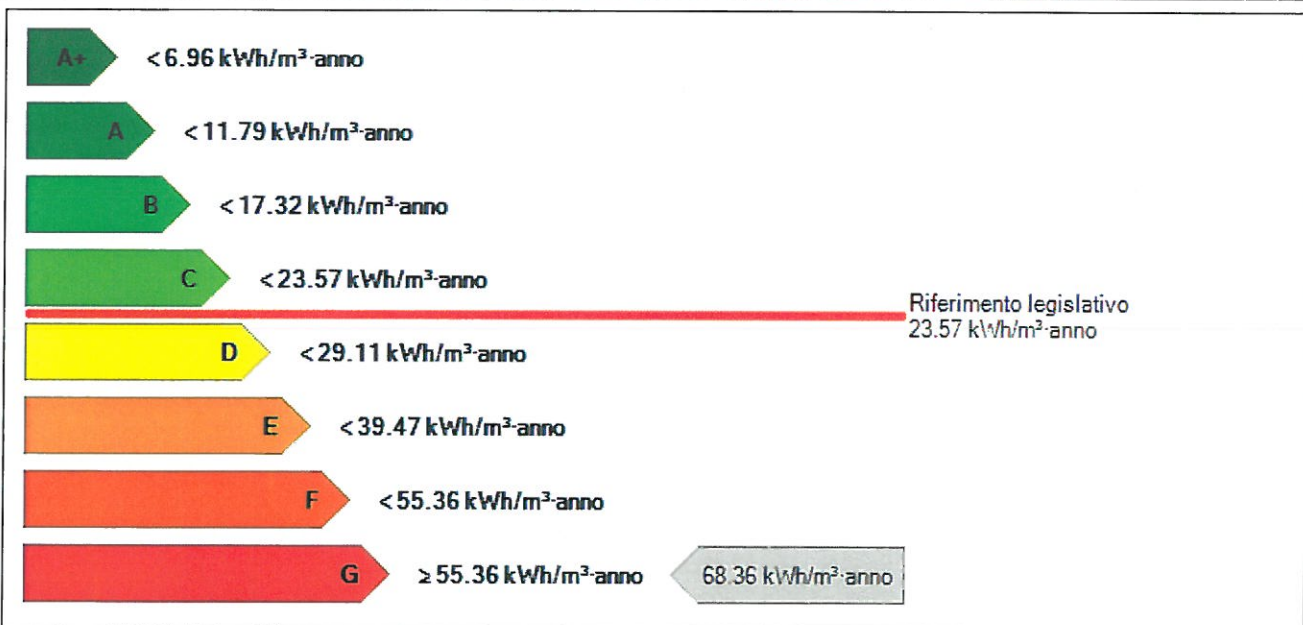 A+ <6.96 kWh/m³·anno
A <11.79 kWh/m³·anno
B <17.32 kWh/m³·anno
C <23.57 kWh/m³·anno
Riferimento legislativo
23.57 kWh/m³·anno
D <29.11 kWh/m³·anno
E <39.47 kWh/m³·anno
F <55.36 kWh/m³·anno
G ≥55.36 kWh/m³·anno 68.36 kWh/m³·anno